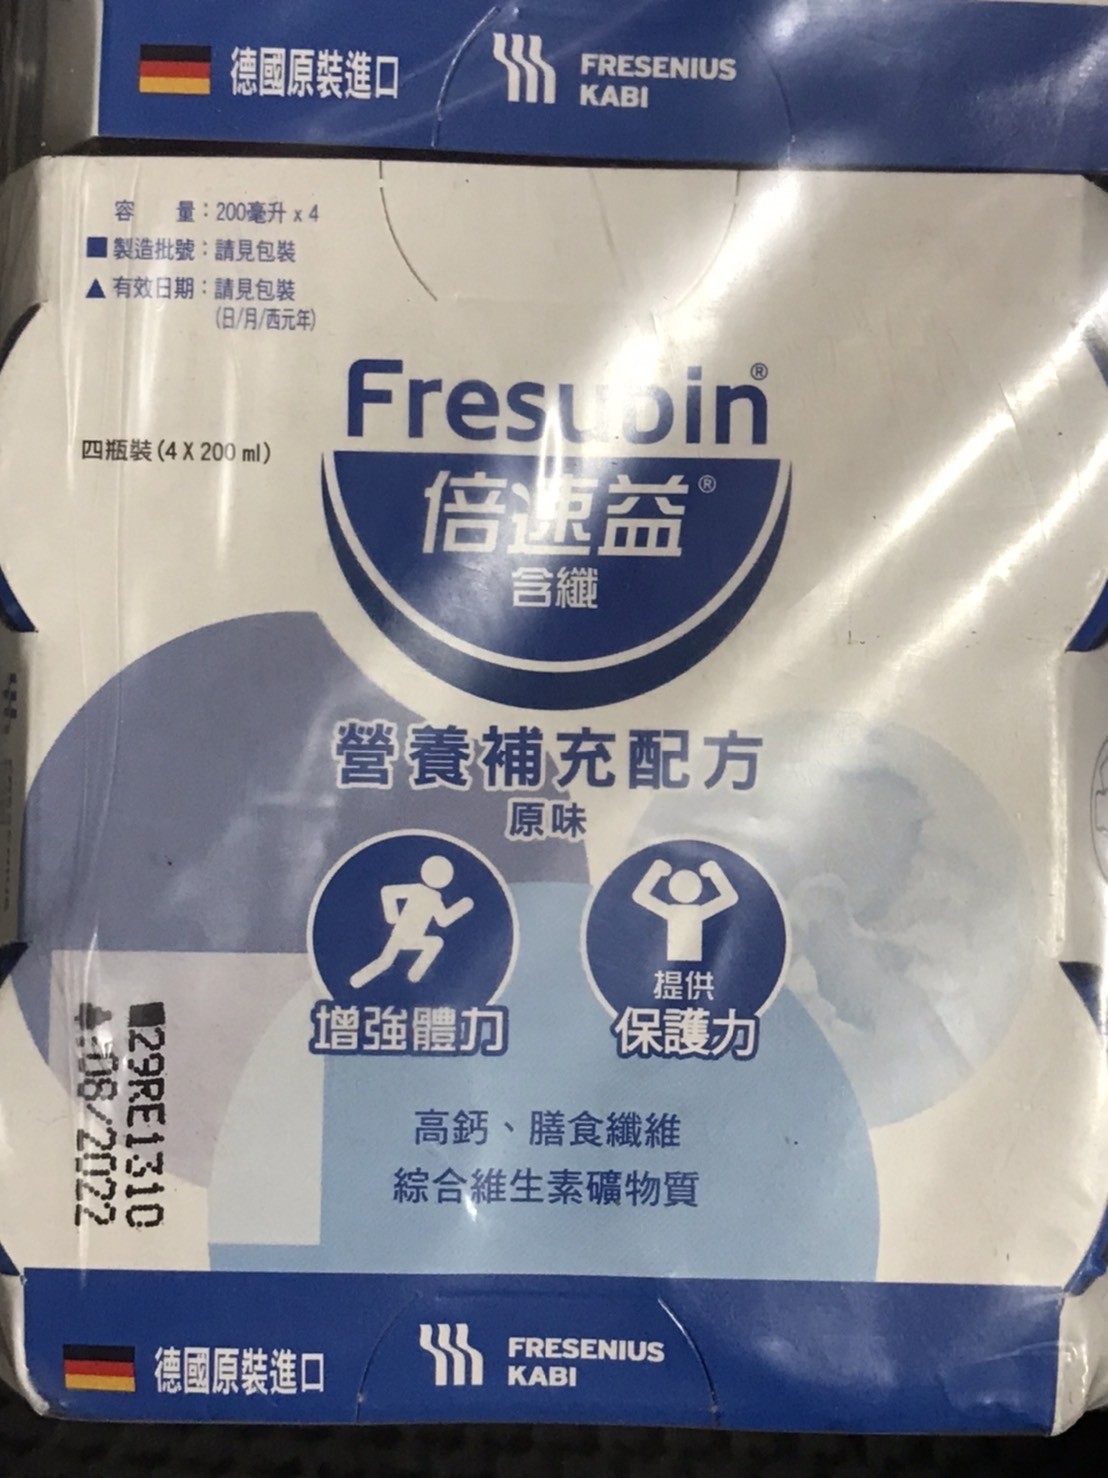 德國原裝進口
FRESENIUS
KABI
容 量：200毫升 x 4
■ 製造批號：請見包裝
▲ 有效日期：請見包裝
(日/月/西元年)
Fresubin®
四瓶裝 (4 X 200 ml)
倍速益®
含纖
營養補充配方
原味
增強體力
提供
保護力
高鈣、膳食纖維
綜合維生素礦物質
■29RE1310
08/2022
德國原裝進口
FRESENIUS
KABI